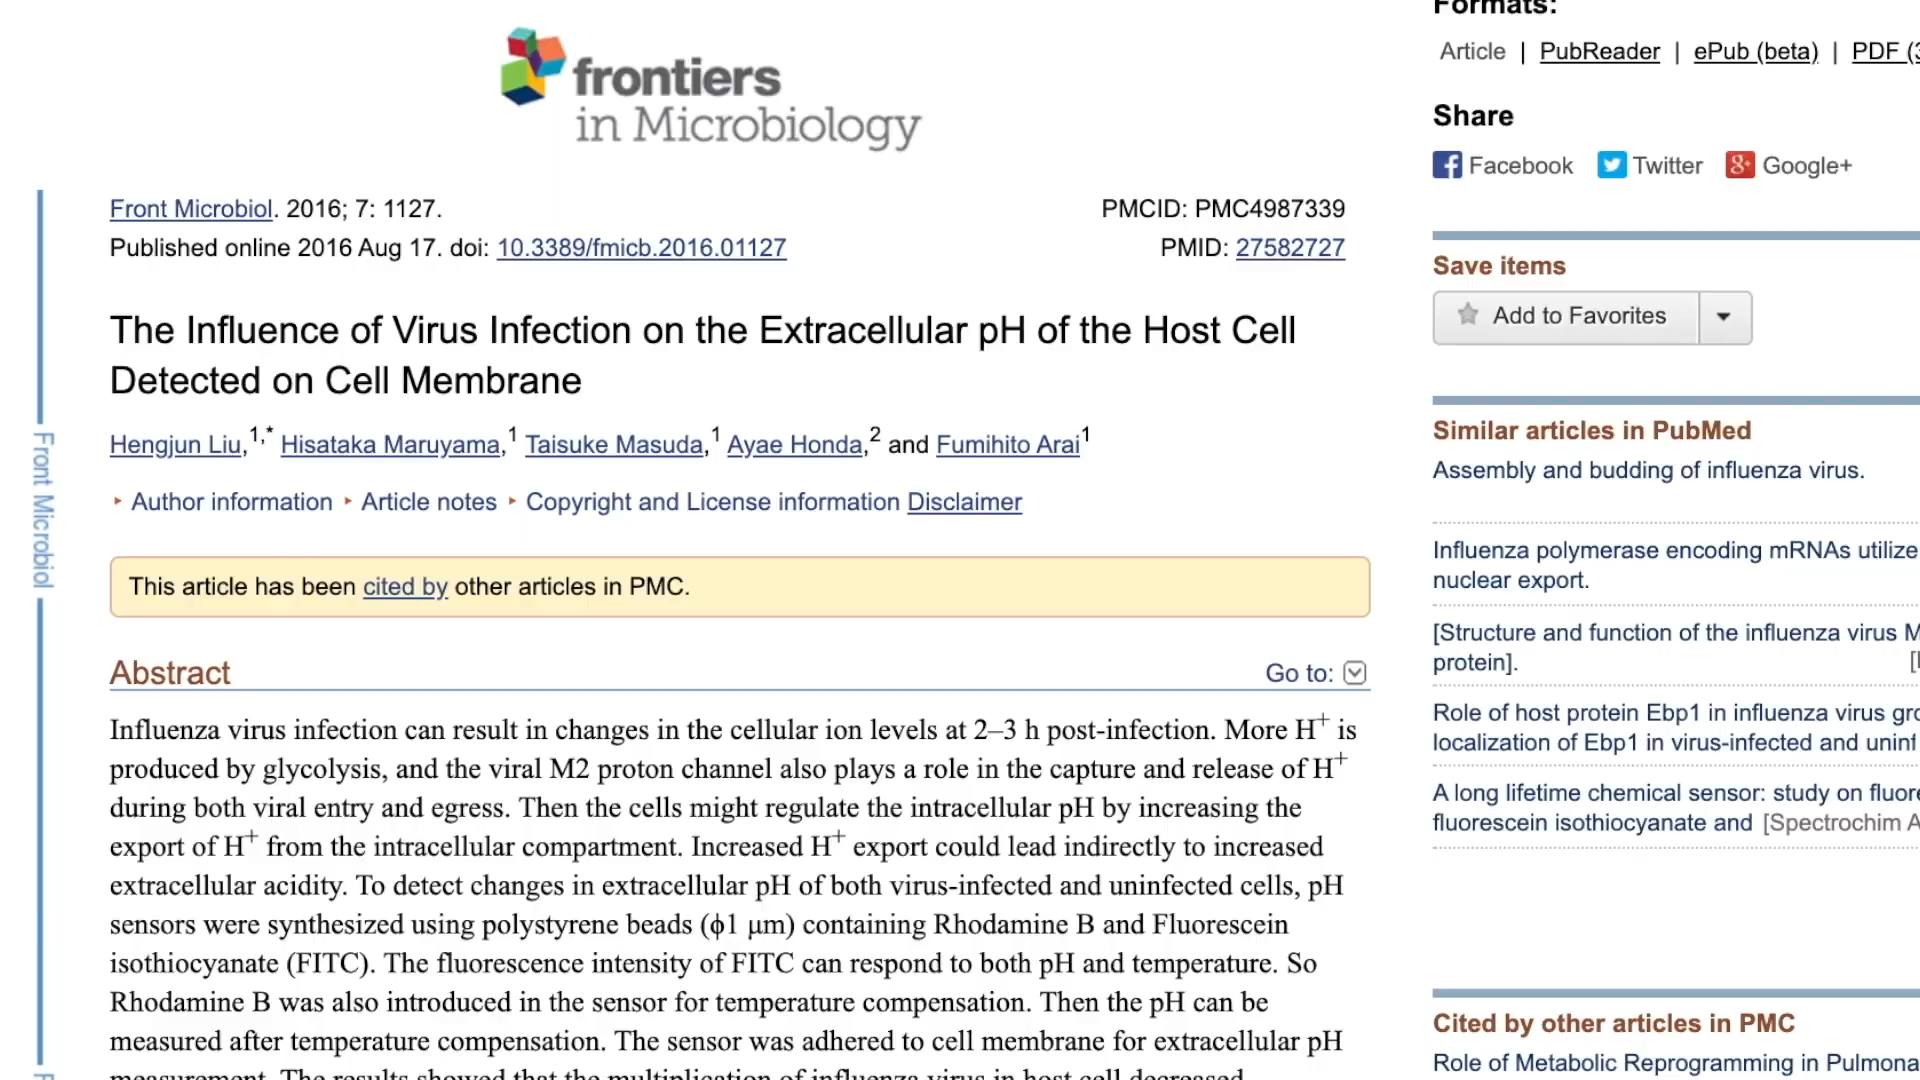 Formats:
Article | PubReader | ePub (beta) | PDF
Share
Facebook Twitter Google+
Save items
Add to Favorites
Similar articles in PubMed
Assembly and budding of influenza virus.
Influenza polymerase encoding mRNAs utilize
nuclear export.
[Structure and function of the influenza virus
protein].
Role of host protein Ebp1 in influenza virus
localization of Ebp1 in virus-infected and
A long lifetime chemical sensor: study on
fluorescein isothiocyanate and [Spectrochim
Cited by other articles in PMC
Role of Metabolic Reprogramming in
frontiers
in Microbiology
Front Microbiol
Front Microbiol. 2016; 7: 1127.
PMCID: PMC4987339
Published online 2016 Aug 17. doi: 10.3389/fmicb.2016.01127
PMID: 27582727
The Influence of Virus Infection on the Extracellular pH of the Host Cell
Detected on Cell Membrane
Hengjun Liu,1,* Hisataka Maruyama,1 Taisuke Masuda,1 Ayae Honda,2 and Fumihito Arai1
▸ Author information ▸ Article notes ▸ Copyright and License information Disclaimer
This article has been cited by other articles in PMC.
Abstract
Go to:
Influenza virus infection can result in changes in the cellular ion levels at 2–3 h post-infection. More H+ is
produced by glycolysis, and the viral M2 proton channel also plays a role in the capture and release of H+
during both viral entry and egress. Then the cells might regulate the intracellular pH by increasing the
export of H+ from the intracellular compartment. Increased H+ export could lead indirectly to increased
extracellular acidity. To detect changes in extracellular pH of both virus-infected and uninfected cells, pH
sensors were synthesized using polystyrene beads (ϕ1 μm) containing Rhodamine B and Fluorescein
isothiocyanate (FITC). The fluorescence intensity of FITC can respond to both pH and temperature. So
Rhodamine B was also introduced in the sensor for temperature compensation. Then the pH can be
measured after temperature compensation. The sensor was adhered to cell membrane for extracellular pH
measurement. The results showed that the multiplication of influenza virus in host cell decreased